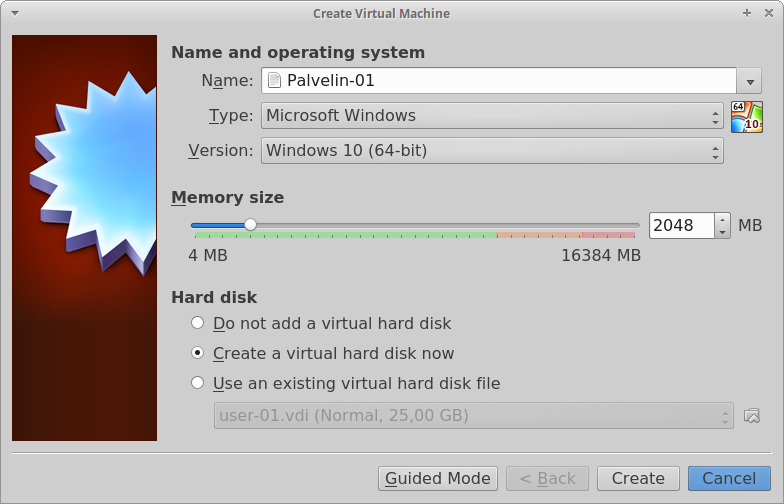 Create Virtual Machine
Name and operating system
Name: Palvelin-01
Type: Microsoft Windows
64
10
Version: Windows 10 (64-bit)
Memory size
2048 MB
4 MB 16384 MB
Hard disk
Do not add a virtual hard disk
Create a virtual hard disk now
Use an existing virtual hard disk file
user-01.vdi (Normal, 25,00 GB)
Guided Mode < Back Create Cancel